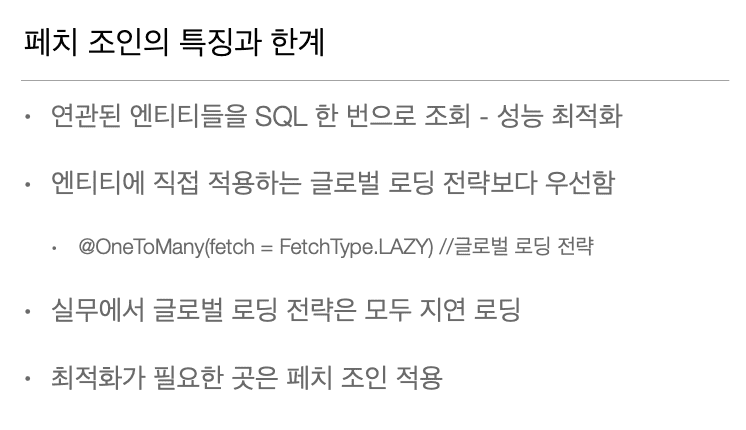 페치 조인의 특징과 한계
• 연관된 엔티티들을 SQL 한 번으로 조회 - 성능 최적화
• 엔티티에 직접 적용하는 글로벌 로딩 전략보다 우선함
• @OneToMany(fetch = FetchType.LAZY) //글로벌 로딩 전략
• 실무에서 글로벌 로딩 전략은 모두 지연 로딩
• 최적화가 필요한 곳은 페치 조인 적용